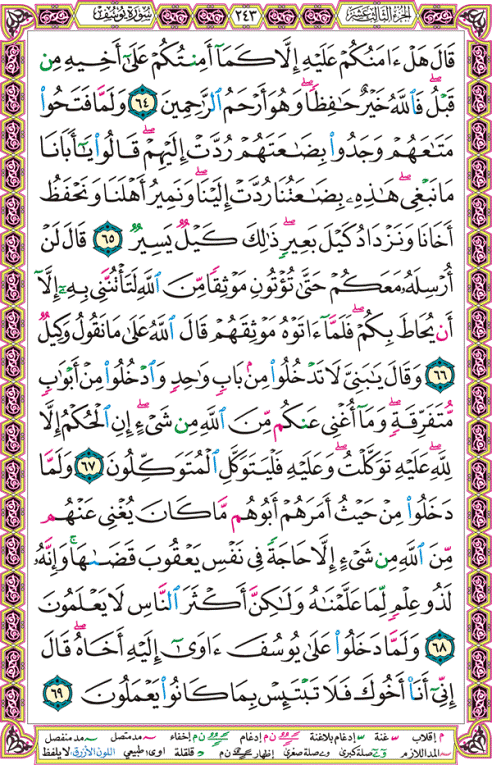 الجزء الثالث عشر ٢٤٣ سورة يوسف
قَالَ هَلْ ءَامَنُكُمْ عَلَيْهِ إِلَّا كَمَآ أَمِنتُكُمْ عَلَىٰٓ أَخِيهِ مِن
قَبْلُ ۖ فَٱللَّهُ خَيْرٌ حَٰفِظًا ۖ وَهُوَ أَرْحَمُ ٱلرَّٰحِمِينَ ٦٤ وَلَمَّا فَتَحُوا۟
مَتَٰعَهُمْ وَجَدُوا۟ بِضَٰعَتَهُمْ رُدَّتْ إِلَيْهِمْ ۖ قَالُوا۟ يَٰٓأَبَانَا
مَا نَبْغِى ۖ هَٰذِهِۦ بِضَٰعَتُنَا رُدَّتْ إِلَيْنَا ۖ وَنَمِيرُ أَهْلَنَا وَنَحْفَظُ
أَخَانَا وَنَزْدَادُ كَيْلَ بَعِيرٍ ۖ ذَٰلِكَ كَيْلٌ يَسِيرٌ ٦٥ قَالَ لَنْ
أُرْسِلَهُۥ مَعَكُمْ حَتَّىٰ تُؤْتُونِ مَوْثِقًا مِّنَ ٱللَّهِ لَتَأْتُنَّنِى بِهِۦٓ إِلَّآ
أَن يُحَاطَ بِكُمْ ۖ فَلَمَّآ ءَاتَوْهُ مَوْثِقَهُمْ قَالَ ٱللَّهُ عَلَىٰ مَا نَقُولُ وَكِيلٌ
٦٦ وَقَالَ يَٰبَنِىَّ لَا تَدْخُلُوا۟ مِنۢ بَابٍ وَٰحِدٍ وَٱدْخُلُوا۟ مِنْ أَبْوَٰبٍ
مُّتَفَرِّقَةٍ ۖ وَمَآ أُغْنِى عَنكُم مِّنَ ٱللَّهِ مِن شَىْءٍ ۖ إِنِ ٱلْحُكْمُ إِلَّا
لِلَّهِ ۖ عَلَيْهِ تَوَكَّلْتُ ۖ وَعَلَيْهِ فَلْيَتَوَكَّلِ ٱلْمُتَوَكِّلُونَ ٦٧ وَلَمَّا
دَخَلُوا۟ مِنْ حَيْثُ أَمَرَهُمْ أَبُوهُم مَّا كَانَ يُغْنِى عَنْهُم
مِّنَ ٱللَّهِ مِن شَىْءٍ إِلَّا حَاجَةً فِى نَفْسِ يَعْقُوبَ قَضَىٰهَا ۚ وَإِنَّهُۥ
لَذُو عِلْمٍ لِّمَا عَلَّمْنَٰهُ وَلَٰكِنَّ أَكْثَرَ ٱلنَّاسِ لَا يَعْلَمُونَ
٦٨ وَلَمَّا دَخَلُوا۟ عَلَىٰ يُوسُفَ ءَاوَىٰٓ إِلَيْهِ أَخَاهُ ۖ قَالَ
إِنِّىٓ أَنَا۠ أَخُوكَ فَلَا تَبْتَئِسْ بِمَا كَانُوا۟ يَعْمَلُونَ ٦٩
م إقلاب غنة إدغام بلاغنة ن م إدغام ن م إخفاء مد متصل مد منفصل
المد اللازم صلة كبرى وصلة صغرى إظهار ن م قلقلة اوى: طبيعي اللون الأزرق: لا يلفظ